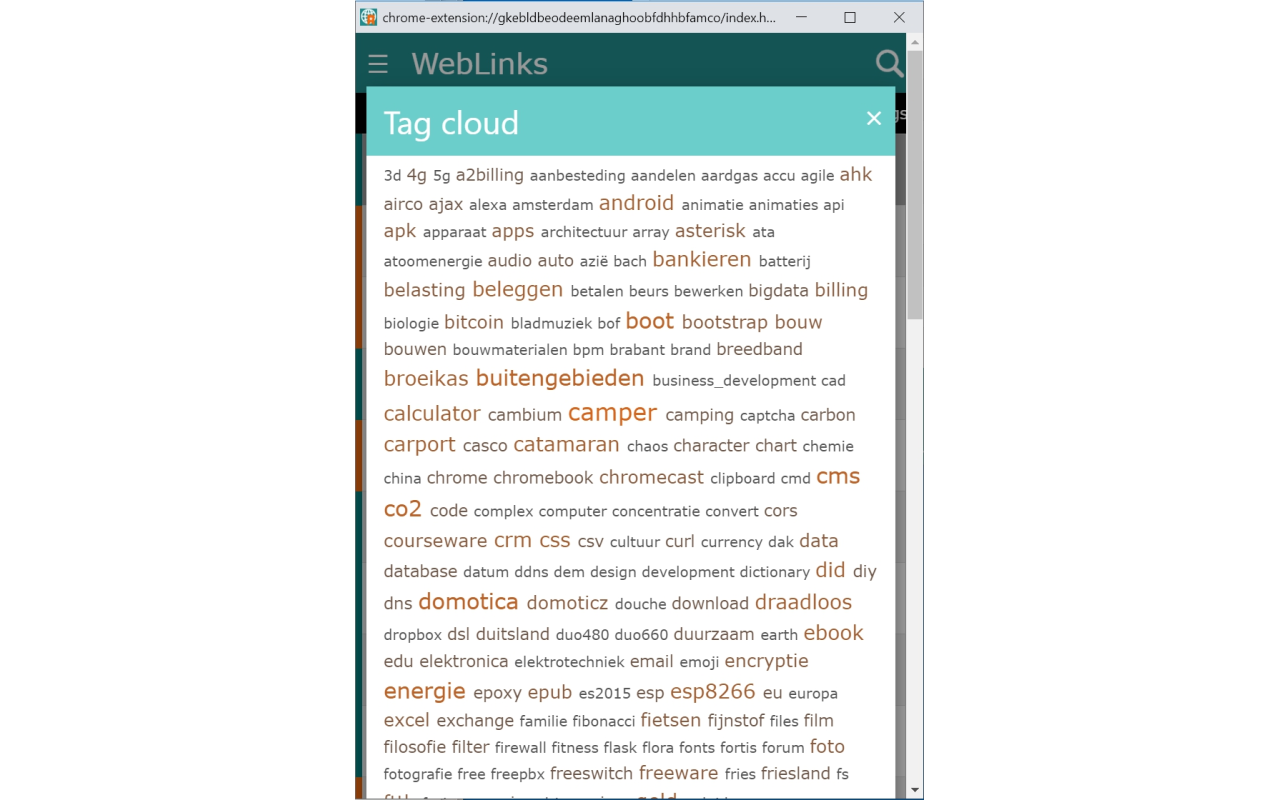 chrome-extension://gkebldbeodeemlanaghoobfdhhbfamco/index.h...
WebLinks
Tag cloud
3d 4g 5g a2billing aanbesteding aandelen aardgas accu agile ahk
airco ajax alexa amsterdam android animatie animaties api
apk apparaat apps architectuur array asterisk ata
atoomenergie audio auto azië bach bankieren batterij
belasting beleggen betalen beurs bewerken bigdata billing
biologie bitcoin bladmuziek bof boot bootstrap bouw
bouwen bouwmaterialen bpm brabant brand breedband
broeikas buitengebieden business_development cad
calculator cambium camper camping captcha carbon
carport casco catamaran chaos character chart chemie
china chrome chromebook chromecast clipboard cmd cms
co2 code complex computer concentratie convert cors
courseware crm css csv cultuur curl currency dak data
database datum ddns dem design development dictionary did diy
dns domotica domoticz douche download draadloos
dropbox dsl duitsland duo480 duo660 duurzaam earth ebook
edu elektronica elektrotechniek email emoji encryptie
energie epoxy epub es2015 esp esp8266 eu europa
excel exchange familie fibonacci fietsen fijnstof files film
filosofie filter firewall fitness flask flora fonts fortis forum foto
fotografie free freepbx freeswitch freeware fries friesland fs